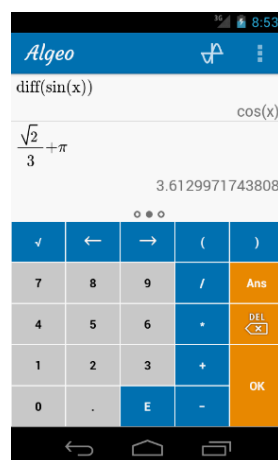 3G 8:53
Algeo
diff(sin(x))
cos(x)
√2
3 +π
3.6129971743808
√ ← → ( )
7 8 9 / Ans
4 5 6 * DEL
1 2 3 +
OK
0 . E -